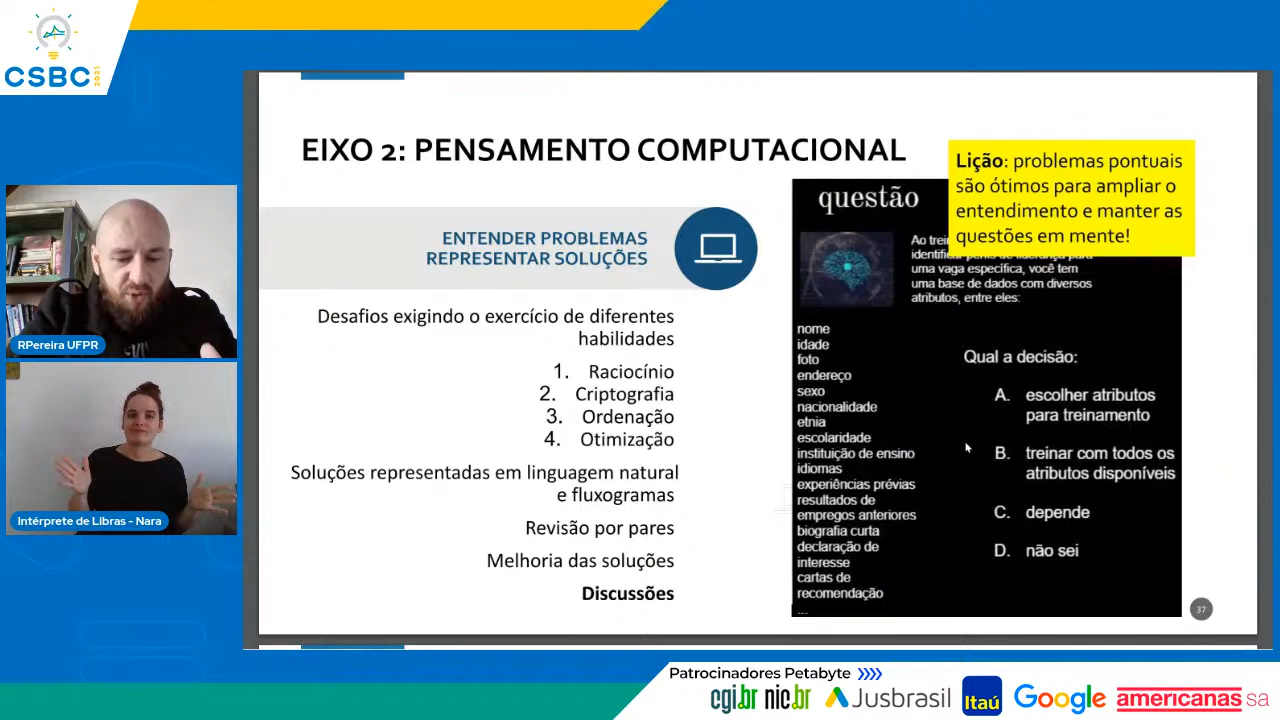 CSBC
2021
EIXO 2: PENSAMENTO COMPUTACIONAL
Lição: problemas pontuais
são ótimos para ampliar o
entendimento e manter as
questões em mente!
ENTENDER PROBLEMAS
REPRESENTAR SOLUÇÕES
Desafios exigindo o exercício de diferentes
habilidades
1. Raciocínio
2. Criptografia
3. Ordenação
4. Otimização
Soluções representadas em linguagem natural
e fluxogramas
Revisão por pares
Melhoria das soluções
Discussões
questão
Ao
identificar perfis de liderança para
uma vaga específica, você tem
uma base de dados com diversos
atributos, entre eles:
nome
idade
foto
endereço
sexo
nacionalidade
etnia
escolaridade
instituição de ensino
idiomas
experiências prévias
resultados de
empregos anteriores
biografia curta
declaração de
interesse
cartas de
recomendação
...
Qual a decisão:
A. escolher atributos
para treinamento
B. treinar com todos os
atributos disponíveis
C. depende
D. não sei
37
RPereira UFPR
Intérprete de Libras - Nara
Patrocinadores Petabyte
cgi.br nic.br Jusbrasil Itaú Google americanas sa